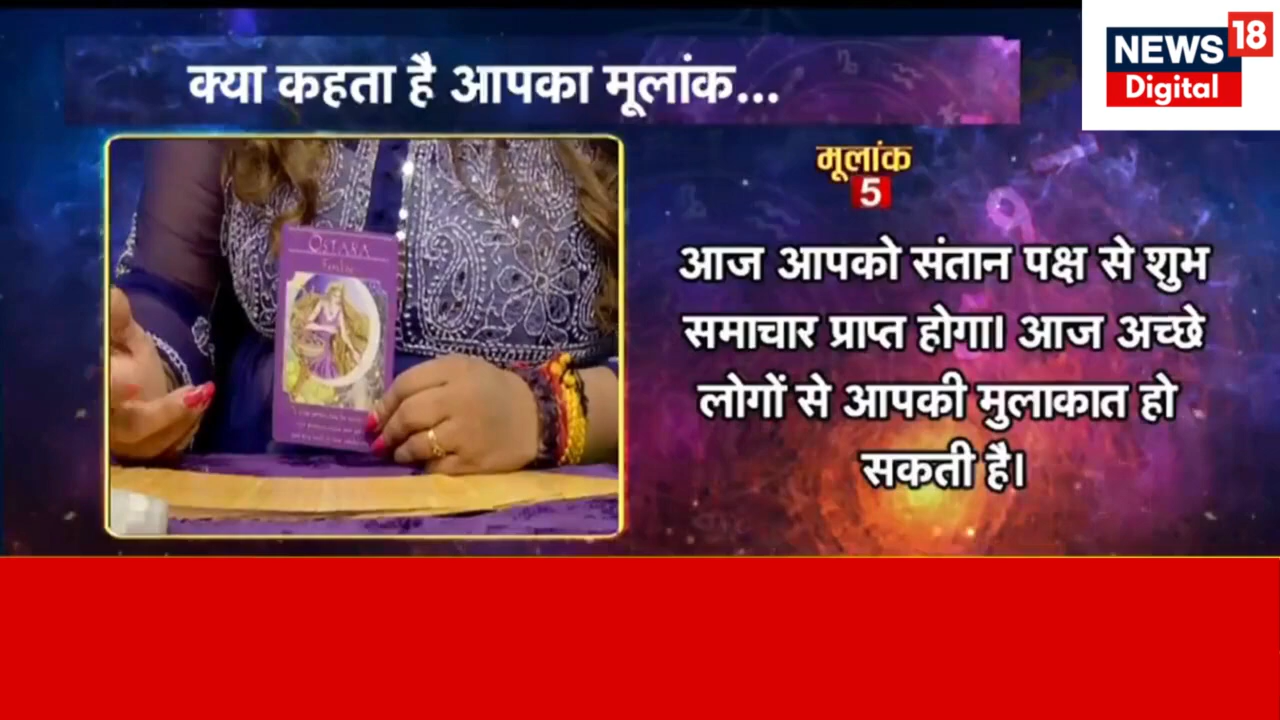 NEWS 18
Digital
क्या कहता है आपका मूलांक...
मूलांक
5
आज आपको संतान पक्ष से शुभ
समाचार प्राप्त होगा। आज अच्छे
लोगों से आपकी मुलाकात हो
सकती है।
OSTARA